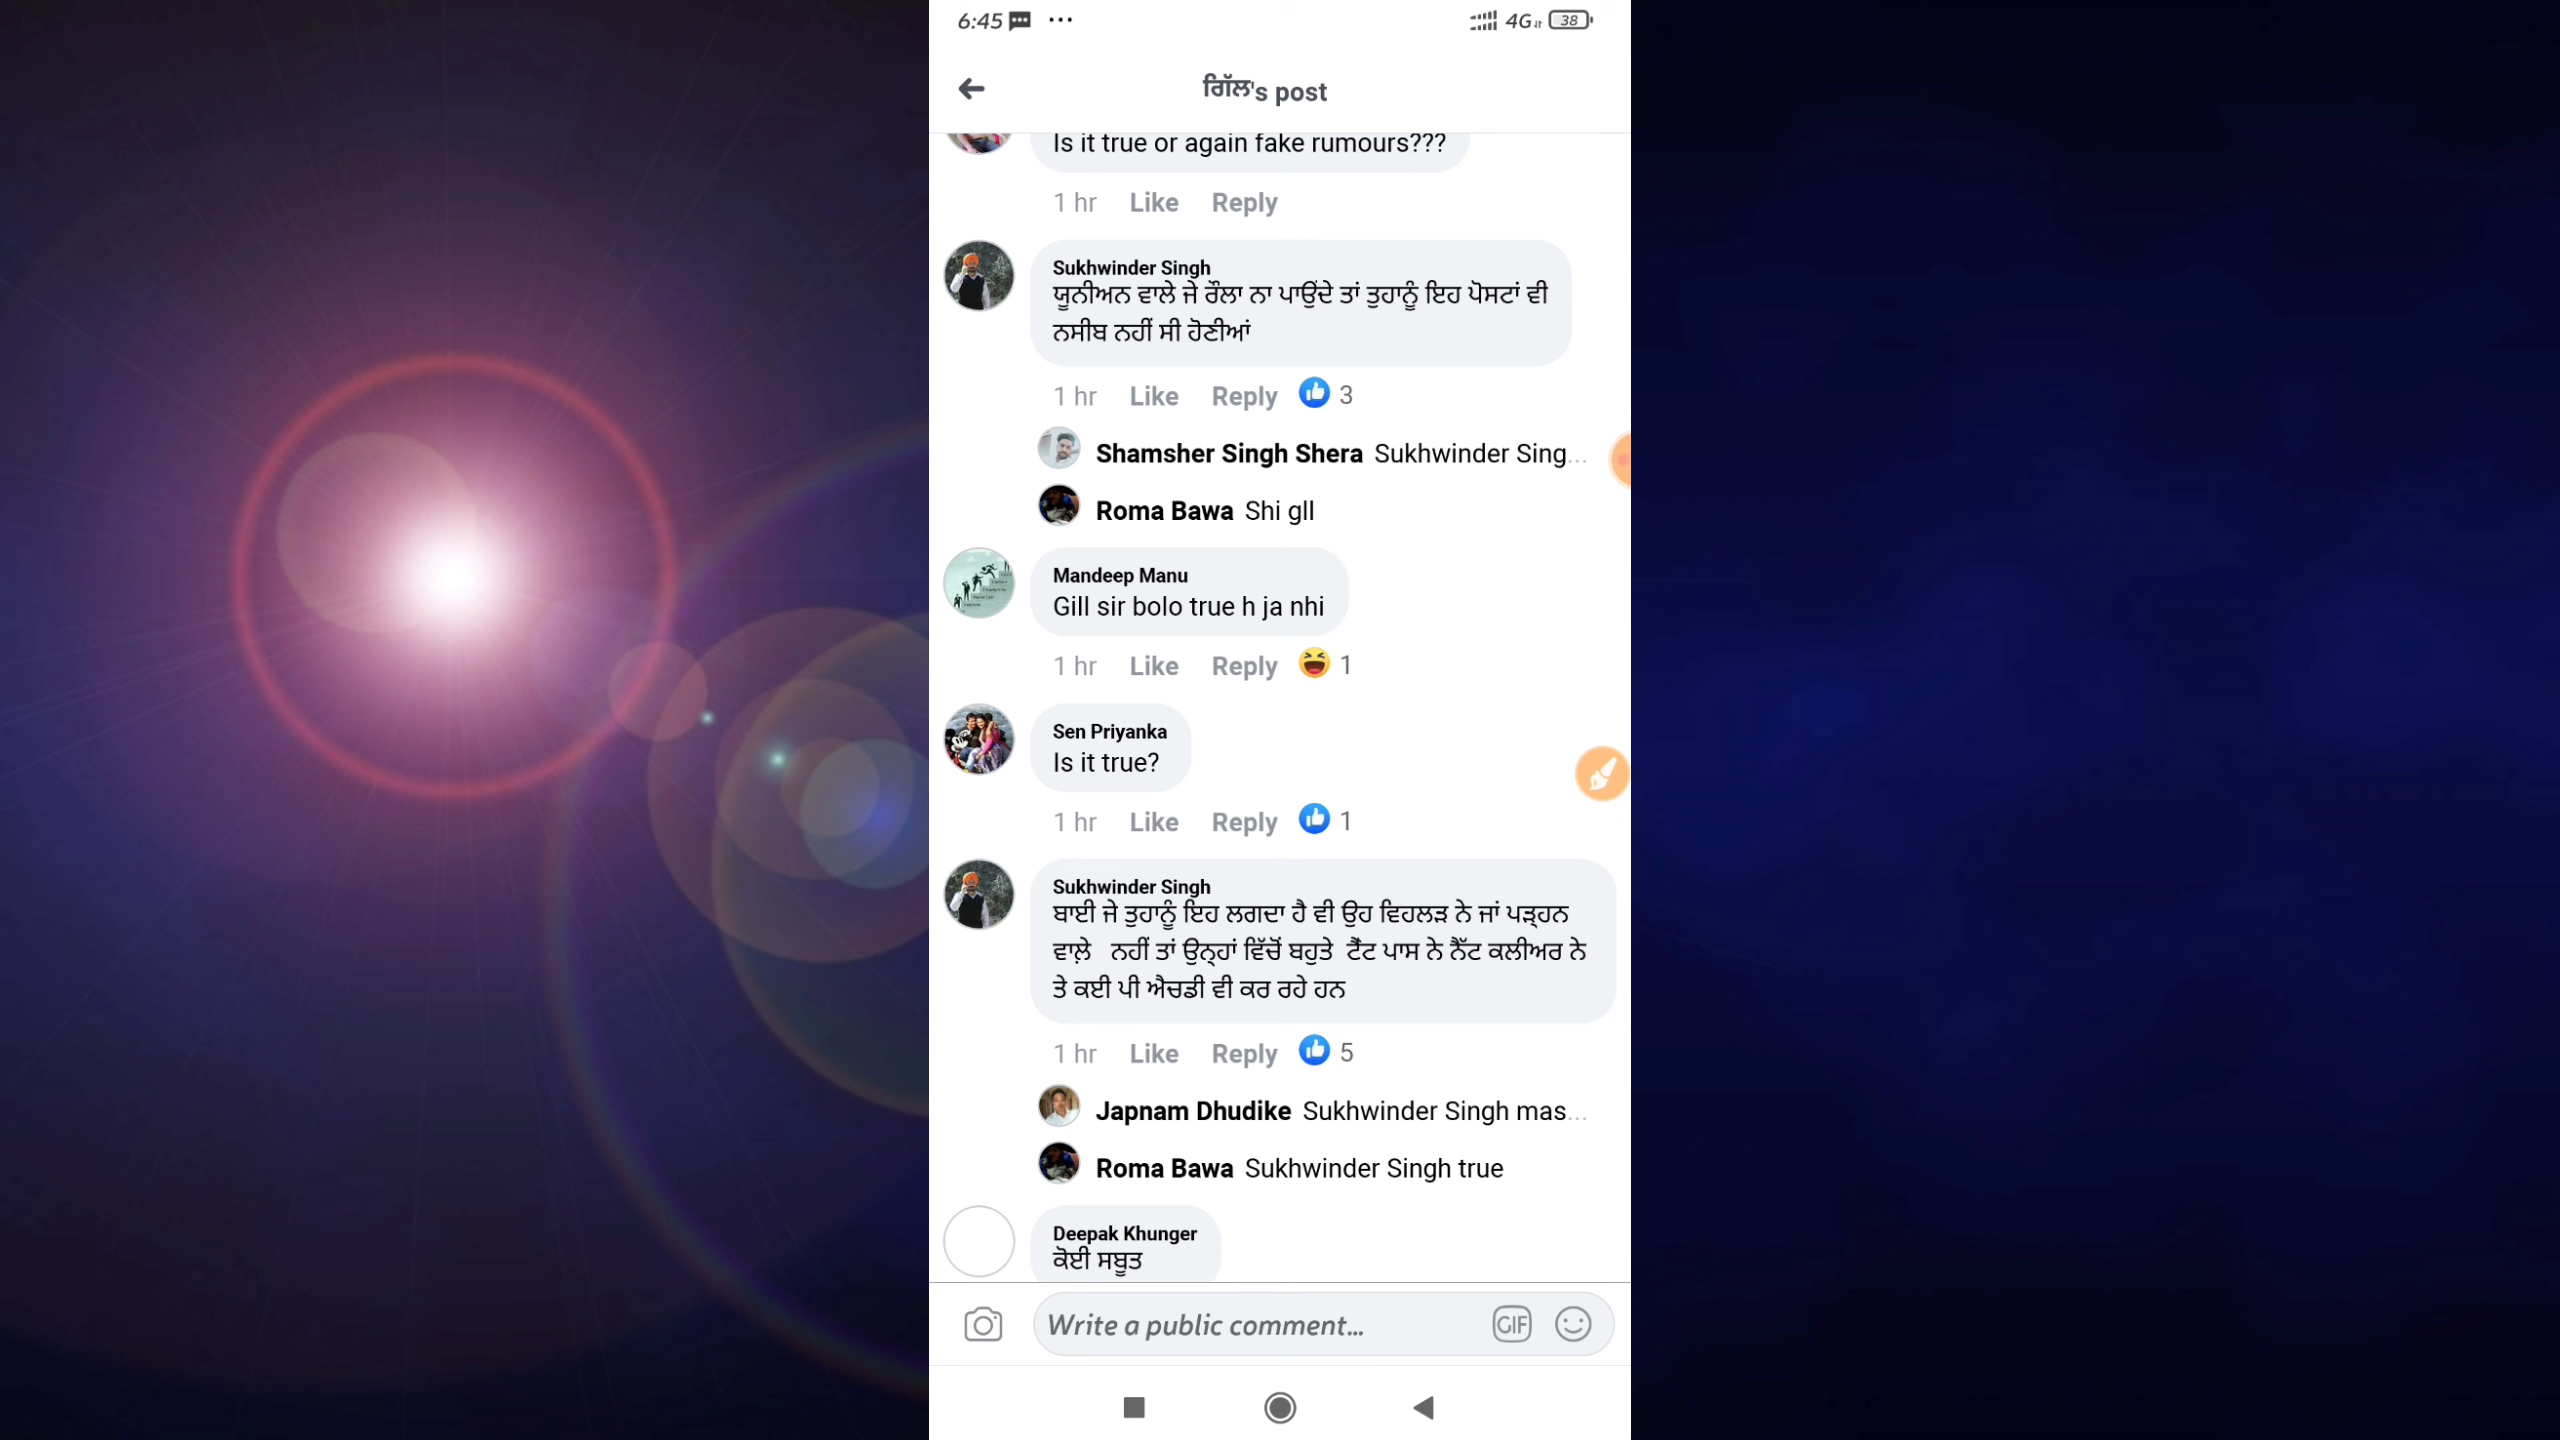 6:45
4G 38
ਗਿੱਲ's post
Is it true or again fake rumours???
1 hr Like Reply
Sukhwinder Singh
ਯੂਨੀਅਨ ਵਾਲੇ ਜੇ ਰੌਲਾ ਨਾ ਪਾਉਂਦੇ ਤਾਂ ਤੁਹਾਨੂੰ ਇਹ ਪੋਸਟਾਂ ਵੀ
ਨਸੀਬ ਨਹੀਂ ਸੀ ਹੋਣੀਆਂ
1 hr Like Reply 3
Shamsher Singh Shera Sukhwinder Sing...
Roma Bawa Shi gll
Mandeep Manu
Gill sir bolo true h ja nhi
1 hr Like Reply 1
Sen Priyanka
Is it true?
1 hr Like Reply 1
Sukhwinder Singh
ਬਾਈ ਜੇ ਤੁਹਾਨੂੰ ਇਹ ਲਗਦਾ ਹੈ ਵੀ ਉਹ ਵਿਹਲੜ ਨੇ ਜਾਂ ਪੜ੍ਹਨ
ਵਾਲ਼ੇ ਨਹੀਂ ਤਾਂ ਉਨ੍ਹਾਂ ਵਿੱਚੋਂ ਬਹੁਤੇ ਟੈੱਟ ਪਾਸ ਨੇ ਨੈੱਟ ਕਲੀਅਰ ਨੇ
ਤੇ ਕਈ ਪੀ ਐਚਡੀ ਵੀ ਕਰ ਰਹੇ ਹਨ
1 hr Like Reply 5
Japnam Dhudike Sukhwinder Singh mas...
Roma Bawa Sukhwinder Singh true
Deepak Khunger
ਕੋਈ ਸਬੂਤ
Write a public comment...
GIF